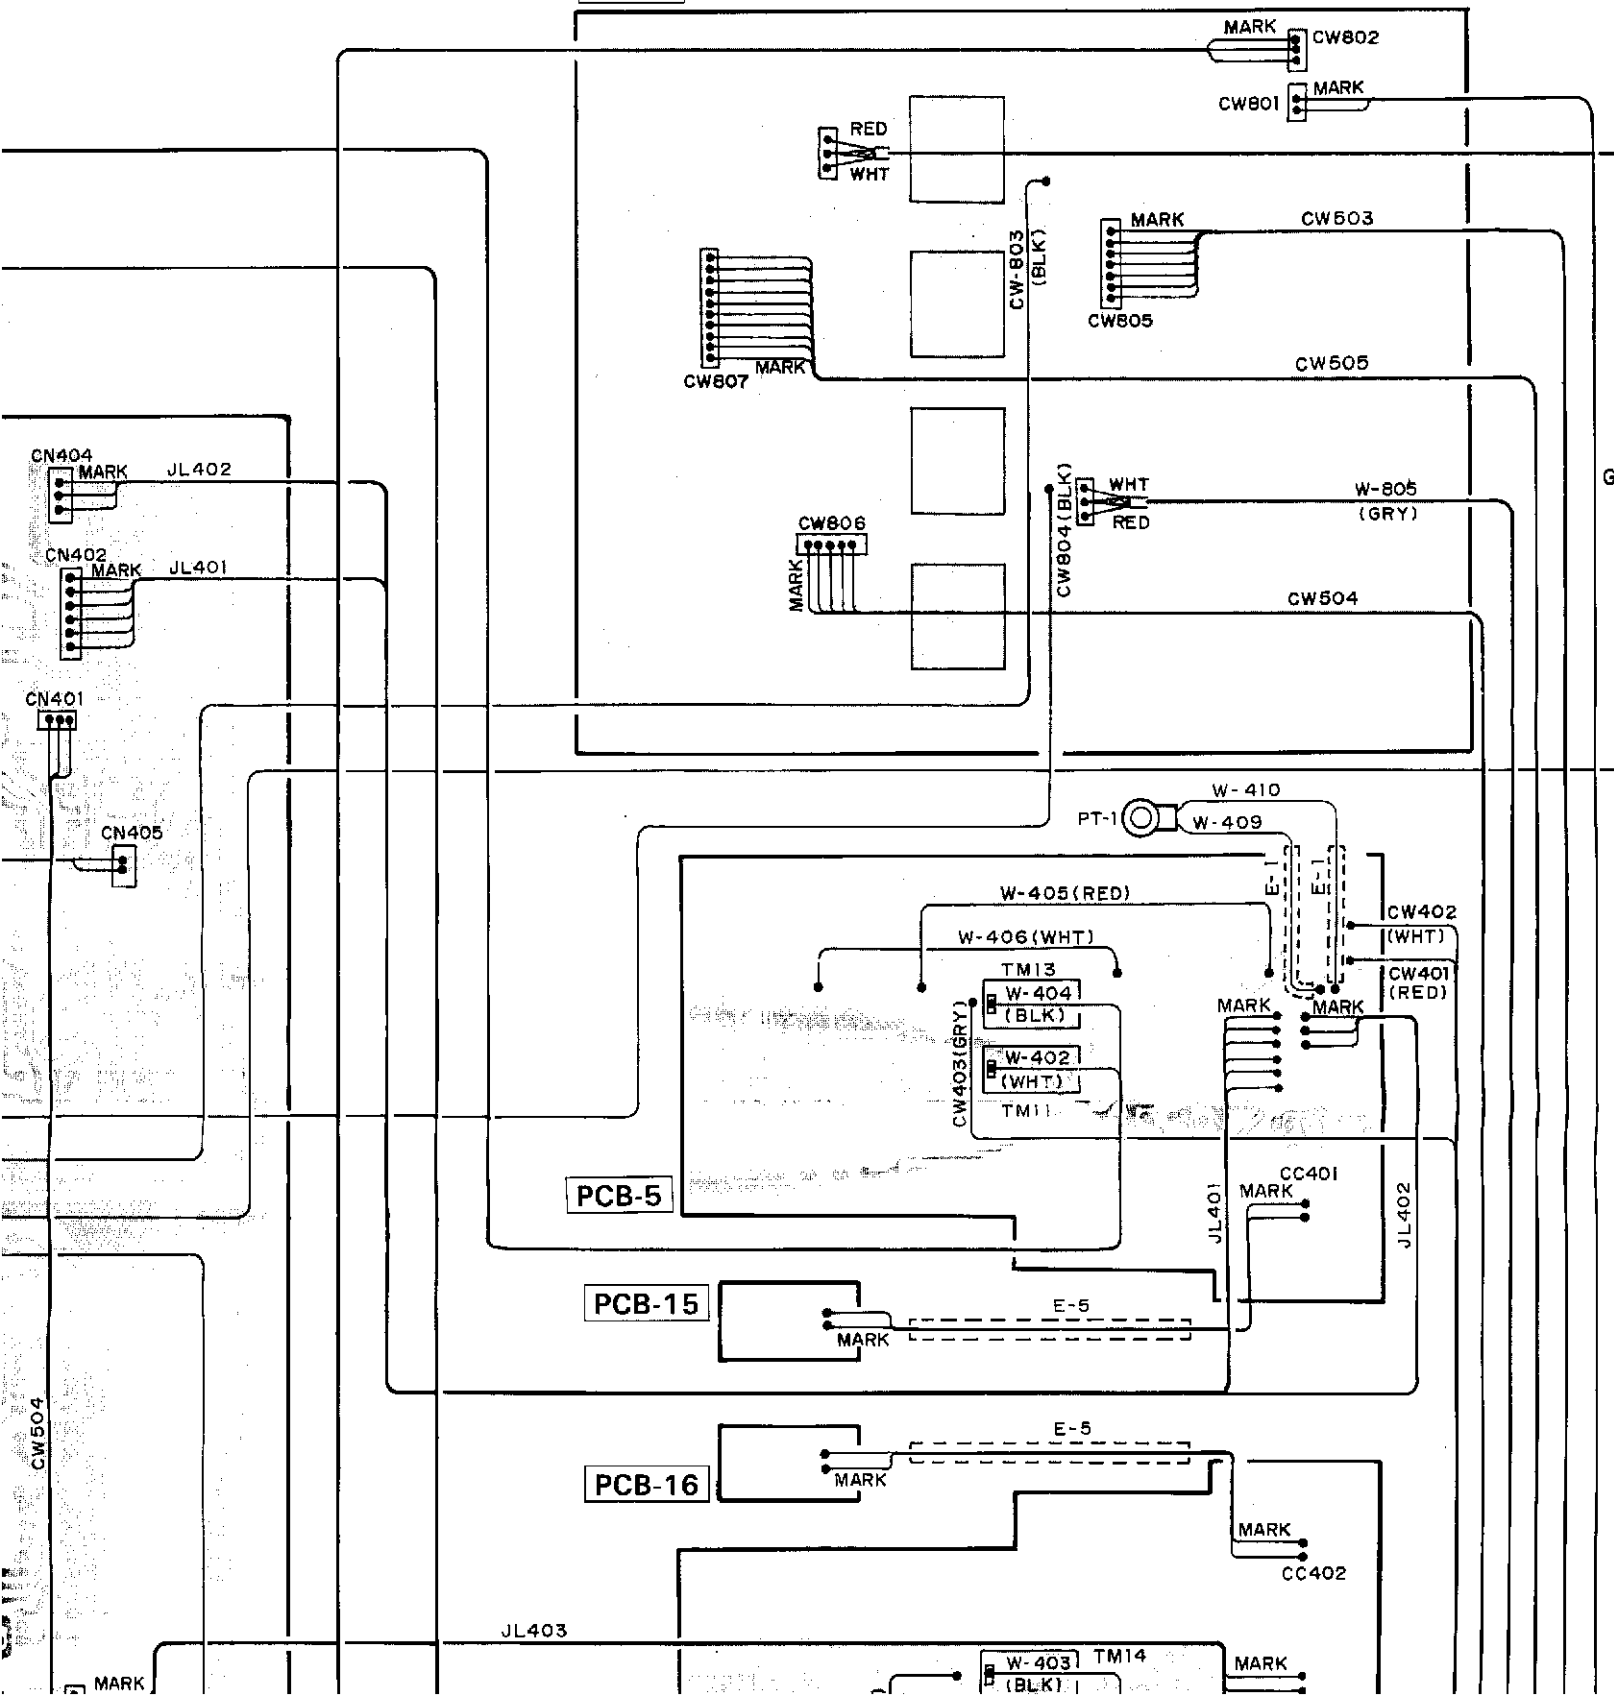 MARK
CW802
MARK
CW801
RED
WHT
MARK
CW503
CW-803
(BLK)
CW805
CW505
MARK
CW807
CN404
MARK
JL402
WHT
W-805
(GRY)
RED
CW804(BLK)
CW806
MARK
CN402
MARK
JL401
CW504
CN401
W-410
PT-1
W-409
CN405
E-1
E-1
W-405(RED)
CW402
(WHT)
W-406(WHT)
TM13
CW401
(RED)
W-404
(BLK)
MARK
MARK
CW403(GRY)
W-402
(WHT)
TM11
CC401
PCB-5
MARK
JL401
JL402
PCB-15
E-5
MARK
CW504
E-5
PCB-16
MARK
MARK
CC402
JL403
W-403
(BLK)
TM14
MARK
MARK
G